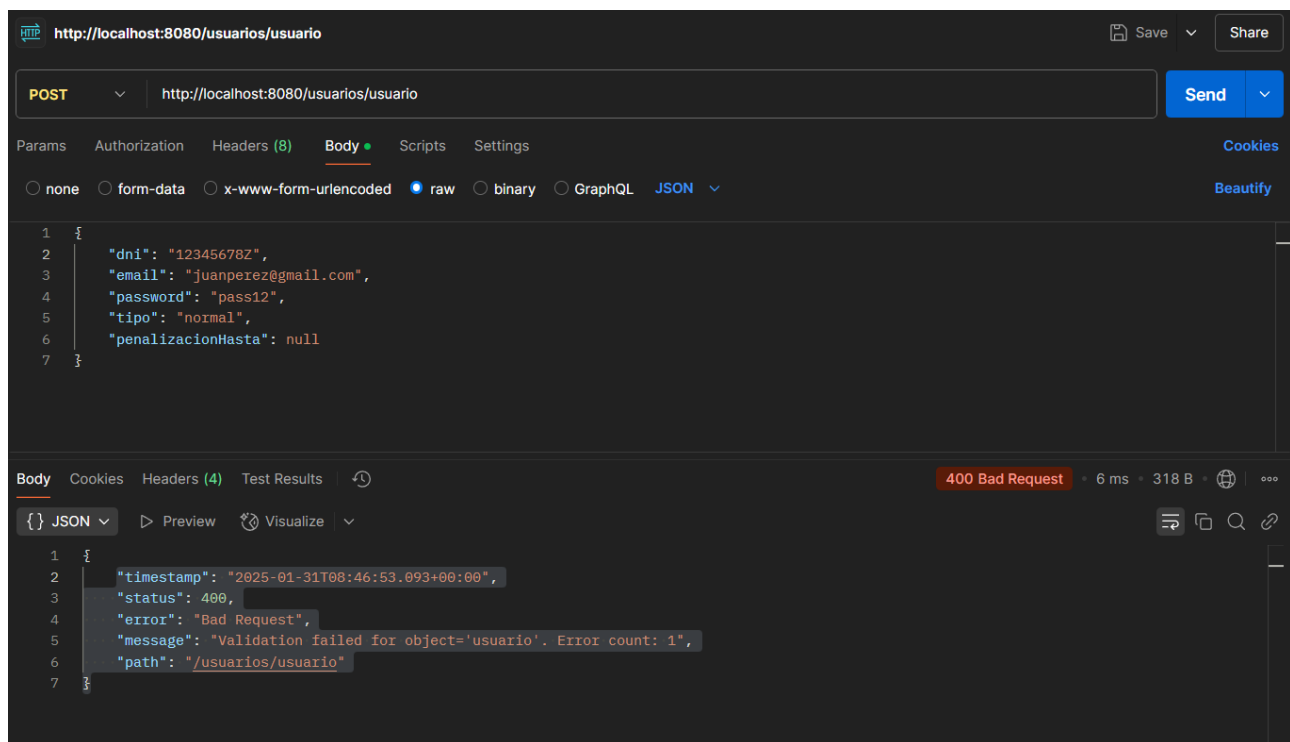 HTTP http://localhost:8080/usuarios/usuario Save Share
POST http://localhost:8080/usuarios/usuario Send
Params Authorization Headers (8) Body Scripts Settings Cookies
none form-data x-www-form-urlencoded raw binary GraphQL JSON Beautify
1 {
2 "dni": "12345678Z",
3 "email": "juanperez@gmail.com",
4 "password": "pass12",
5 "tipo": "normal",
6 "penalizacionHasta": null
7 }
Body Cookies Headers (4) Test Results 400 Bad Request • 6 ms • 318 B •
{} JSON Preview Visualize
1 {
2 "timestamp": "2025-01-31T08:46:53.093+00:00",
3 "status": 400,
4 "error": "Bad Request",
5 "message": "Validation failed for object='usuario'. Error count: 1",
6 "path": "/usuarios/usuario"
7 }